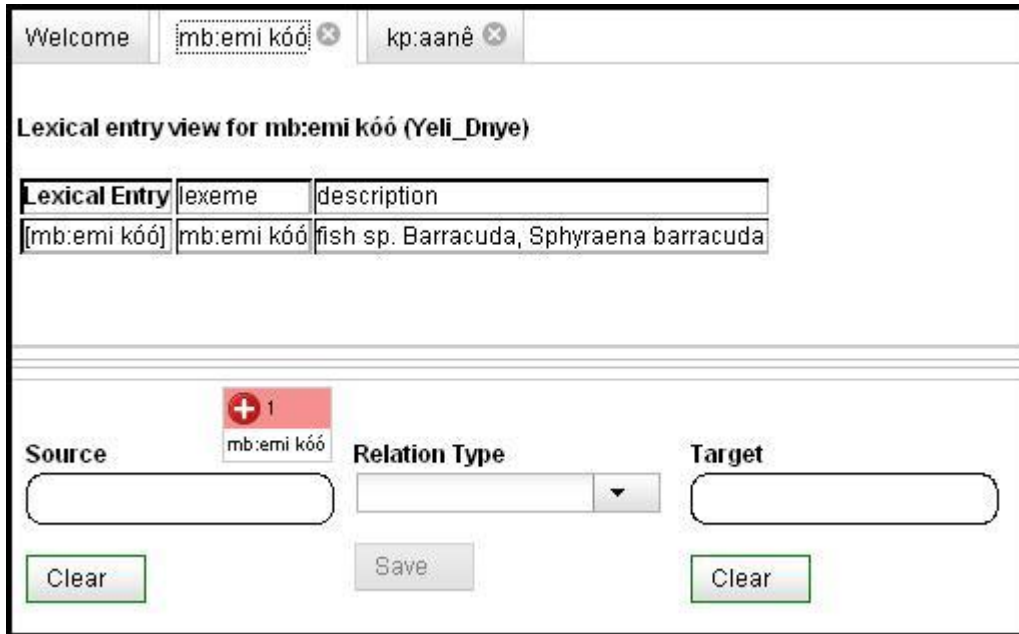 Welcome mb:emi kóó kp:aanê
Lexical entry view for mb:emi kóó (Yeli_Dnye)
Lexical Entry lexeme description
[mb:emi kóó] mb:emi kóó fish sp. Barracuda, Sphyraena barracuda
1
mb:emi kóó
Source Relation Type Target
Save
Clear Clear